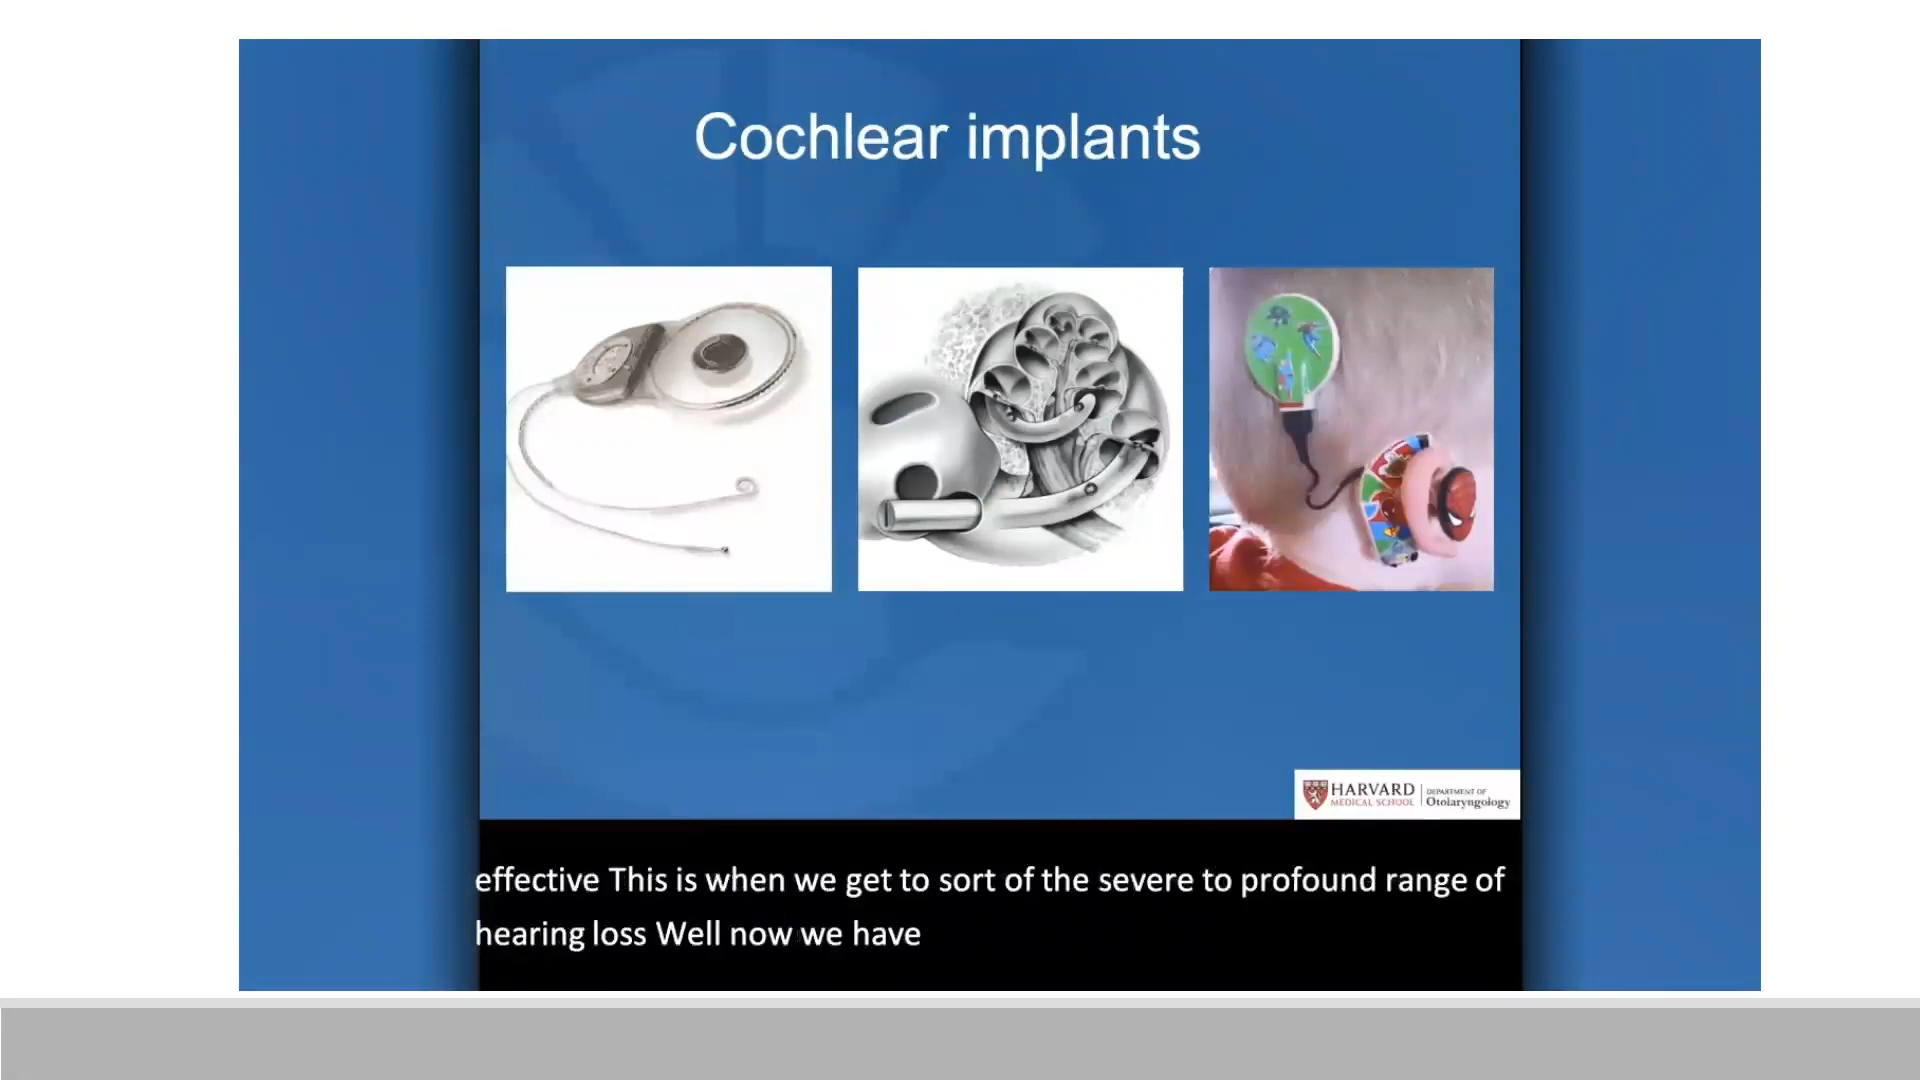 Cochlear implants
HARVARD
MEDICAL SCHOOL
DEPARTMENT OF
Otolaryngology
effective This is when we get to sort of the severe to profound range of
hearing loss Well now we have